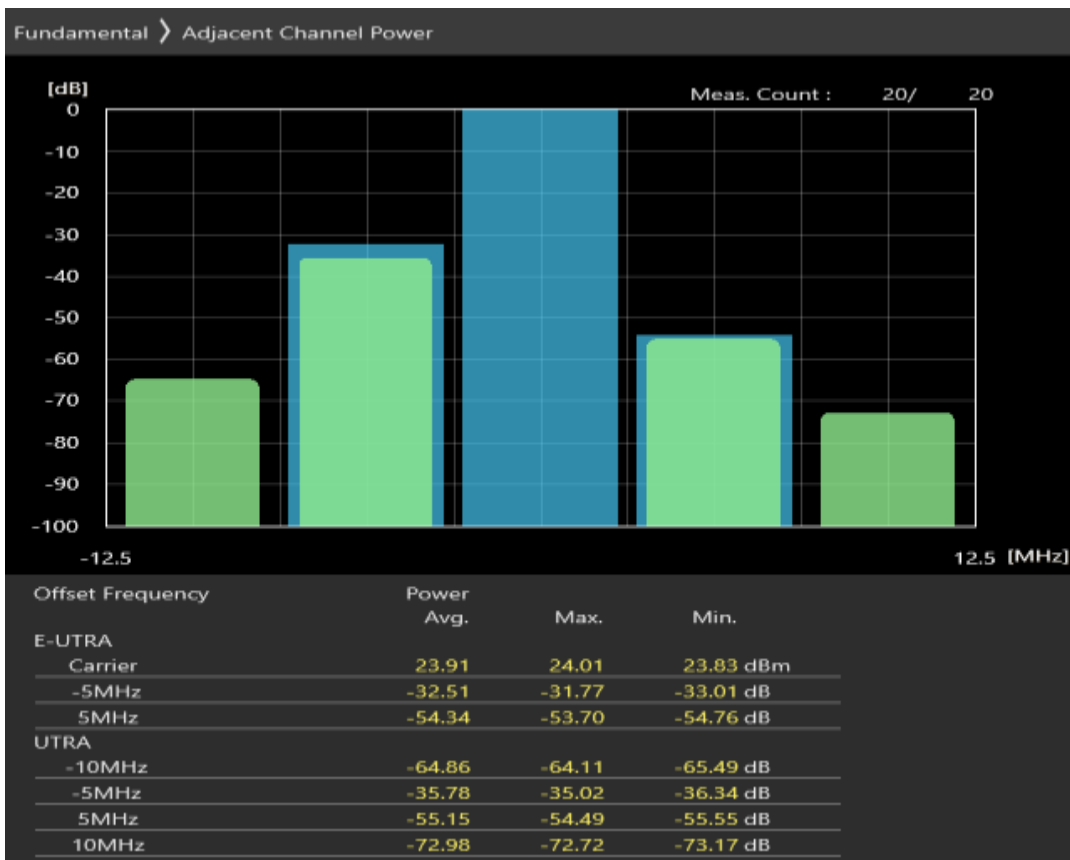 Fundamental 〉 Adjacent Channel Power
[dB]
Meas. Count : 20/ 20
0
-10
-20
-30
-40
-50
-60
-70
-80
-90
-100
-12.5 12.5 [MHz]
Offset Frequency Power
Avg. Max. Min.
E-UTRA
Carrier 23.91 24.01 23.83 dBm
-5MHz -32.51 -31.77 -33.01 dB
5MHz -54.34 -53.70 -54.76 dB
UTRA
-10MHz -64.86 -64.11 -65.49 dB
-5MHz -35.78 -35.02 -36.34 dB
5MHz -55.15 -54.49 -55.55 dB
10MHz -72.98 -72.72 -73.17 dB